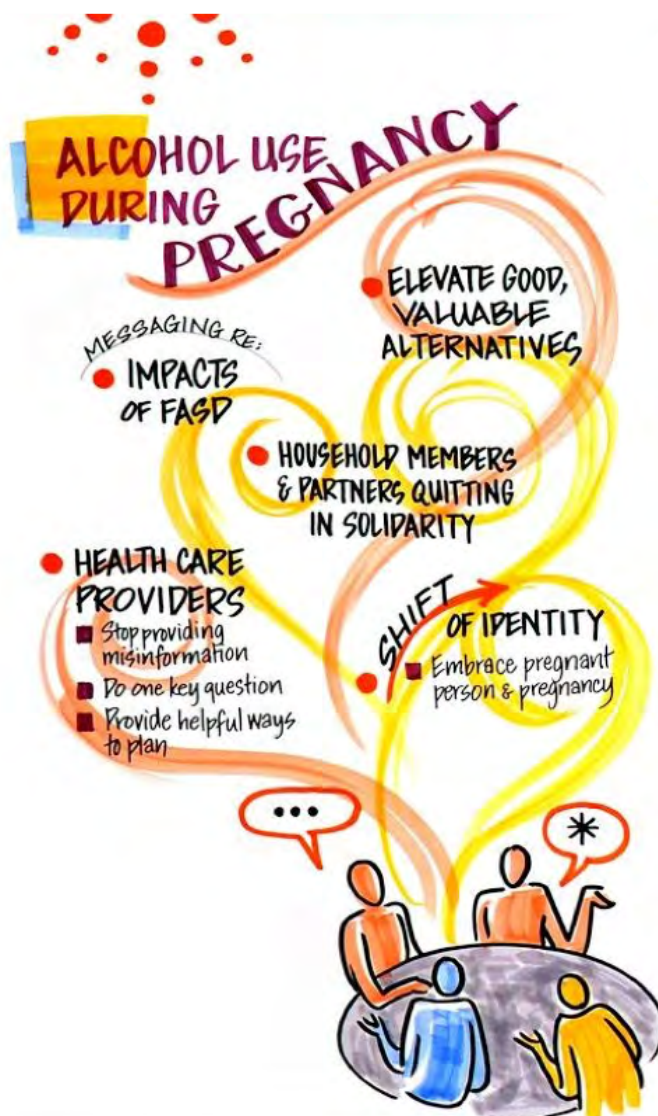 ALCOHOL USE
DURING
PREGNANCY
ELEVATE GOOD,
VALUABLE
ALTERNATIVES
MESSAGING RE:
IMPACTS
OF FASD
HOUSEHOLD MEMBERS
& PARTNERS QUITTING
IN SOLIDARITY
HEALTH CARE
PROVIDERS
Stop providing
misinformation
Do one key question
Provide helpful ways
to plan
SHIFT
OF IDENTITY
Embrace pregnant
person & pregnancy